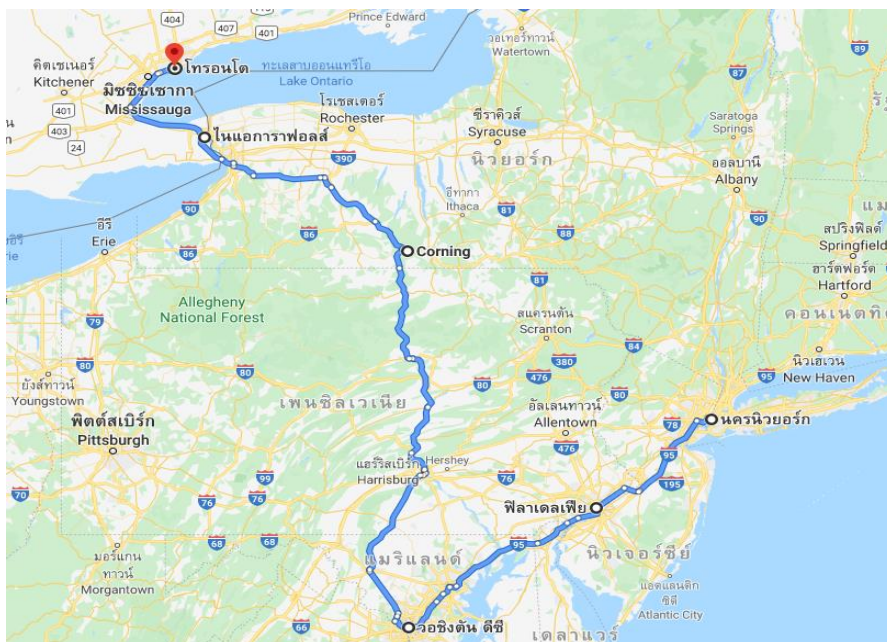 404
Prince Edward
407
โทรอนโต
ทะเลสาบออนแทรีโอ
Lake Ontario
วอเทอร์ทาวน์
Watertown
89
คิตเชเนอร์
Kitchener
มิซซิซเซากา
Mississauga
401
401
403
24
ไนแอการาฟอลส์
โรเชสเตอร์
Rochester
390
ซีราคิวส์
Syracuse
87
Saratoga
Springs
นิวยอร์ก
ออลบานี
Albany
90
90
อีทากา
Ithaca
81
88
86
86
อีรี
Erie
Corning
81
สปริงฟิลด์
Springfield
ฮาร์ตฟอร์ด
Hartford
Allegheny
National Forest
79
สแครนตัน
Scranton
380
84
476
80
80
80
80
80
ยังส์ทาวน์
Youngstown
นิวเฮเวน
New Haven
95
เพนซิลเวเนีย
อัลเลนทาวน์
Allentown
78
นครนิวยอร์ก
พิตต์สเบิร์ก
Pittsburgh
476
95
แฮร์ริสเบิร์ก
Harrisburg
Hershey
76
195
99
70
76
76
ฟิลาเดลเฟีย
68
68
95
นิวเจอร์ซีย์
แมริแลนด์
มอร์แกน
ทาวน์
Morgantown
แอตแลนติก
ซิตี
Atlantic City
66
วอชิงตัน ดีซี
เดลาแวร์